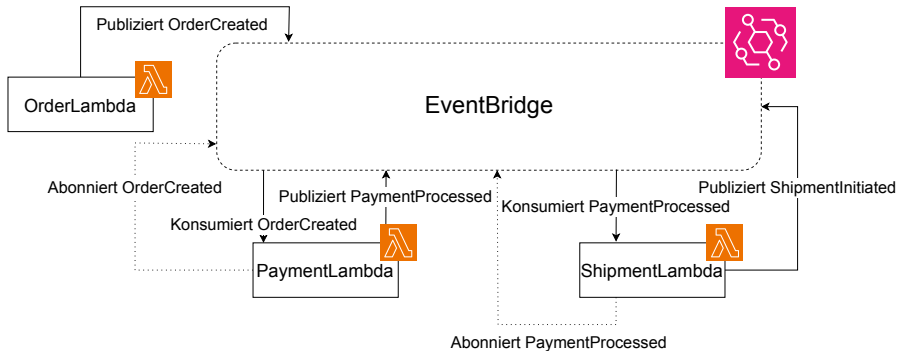 Publiziert OrderCreated
OrderLambda
EventBridge
Abonniert OrderCreated
Publiziert PaymentProcessed
Publiziert ShipmentInitiated
Konsumiert OrderCreated
Konsumiert PaymentProcessed
PaymentLambda
ShipmentLambda
Abonniert PaymentProcessed